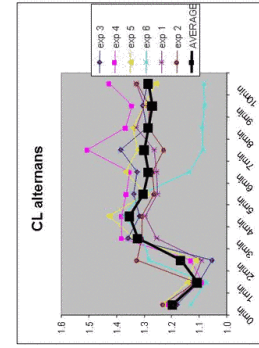 CL alternans
1.6
1.5
1.4
1.3
1.2
1.1
1.0
0min
1min
2min
3min
4min
5min
6min
7min
8min
9min
10min
exp 3
exp 4
exp 5
exp 6
exp 1
exp 2
AVERAGE